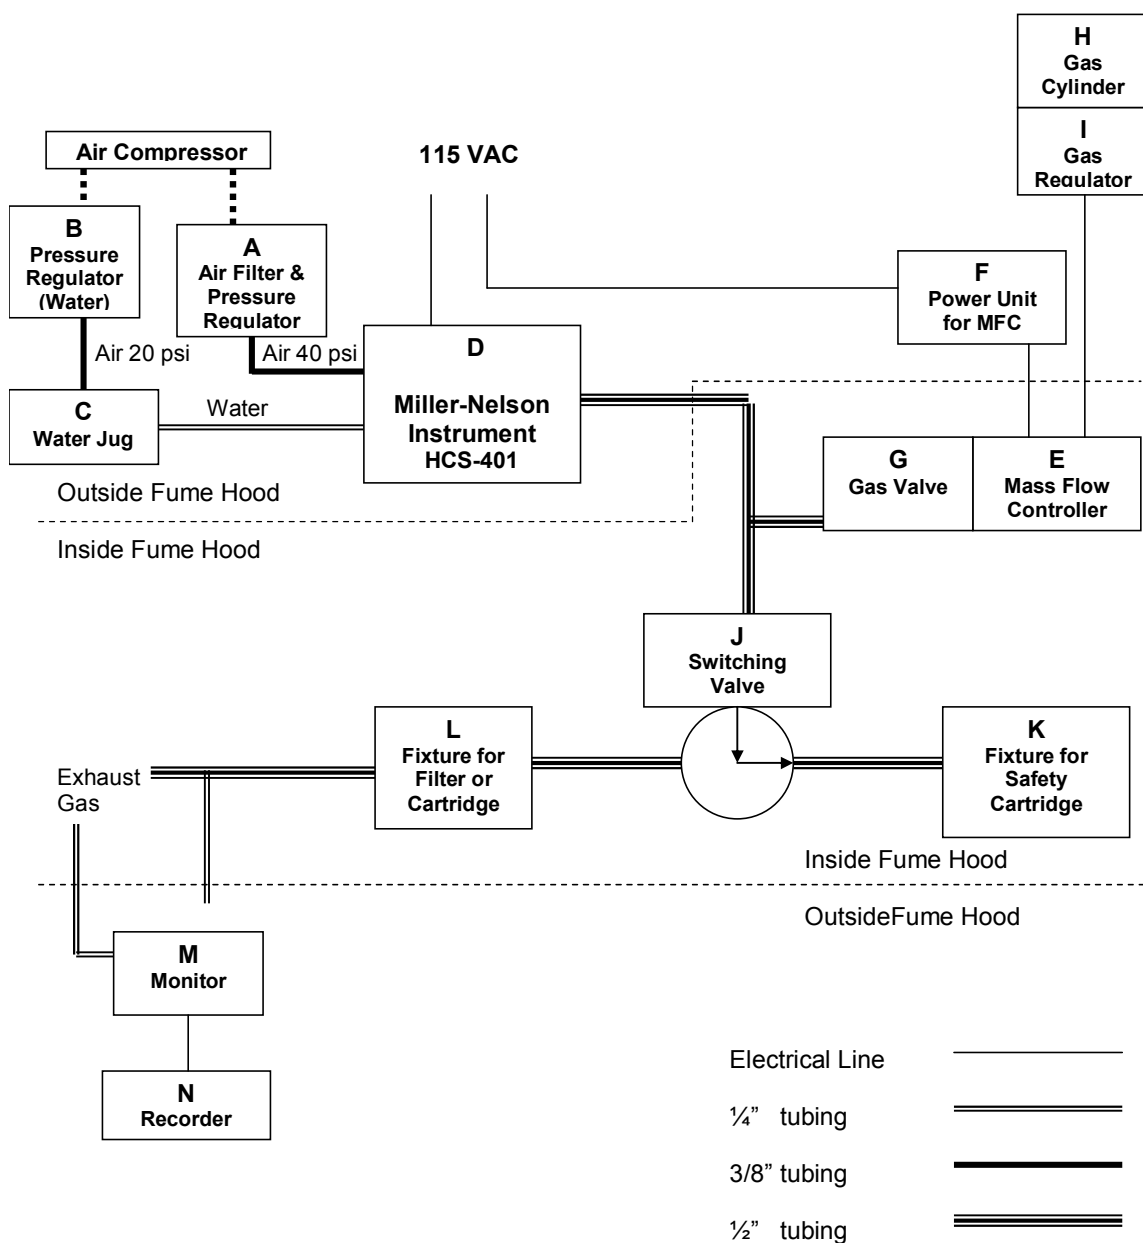 H
Gas
Cylinder
I
Gas
Regulator
Air Compressor
115 VAC
B
Pressure
Regulator
(Water)
A
Air Filter &
Pressure
Regulator
F
Power Unit
for MFC
Air 20 psi
Air 40 psi
D
Miller-Nelson
Instrument
HCS-401
C
Water Jug
Water
G
Gas Valve
E
Mass Flow
Controller
Outside Fume Hood
Inside Fume Hood
J
Switching
Valve
L
Fixture for
Filter or
Cartridge
K
Fixture for
Safety
Cartridge
Exhaust
Gas
Inside Fume Hood
OutsideFume Hood
M
Monitor
N
Recorder
Electrical Line
¼” tubing
3/8” tubing
½” tubing